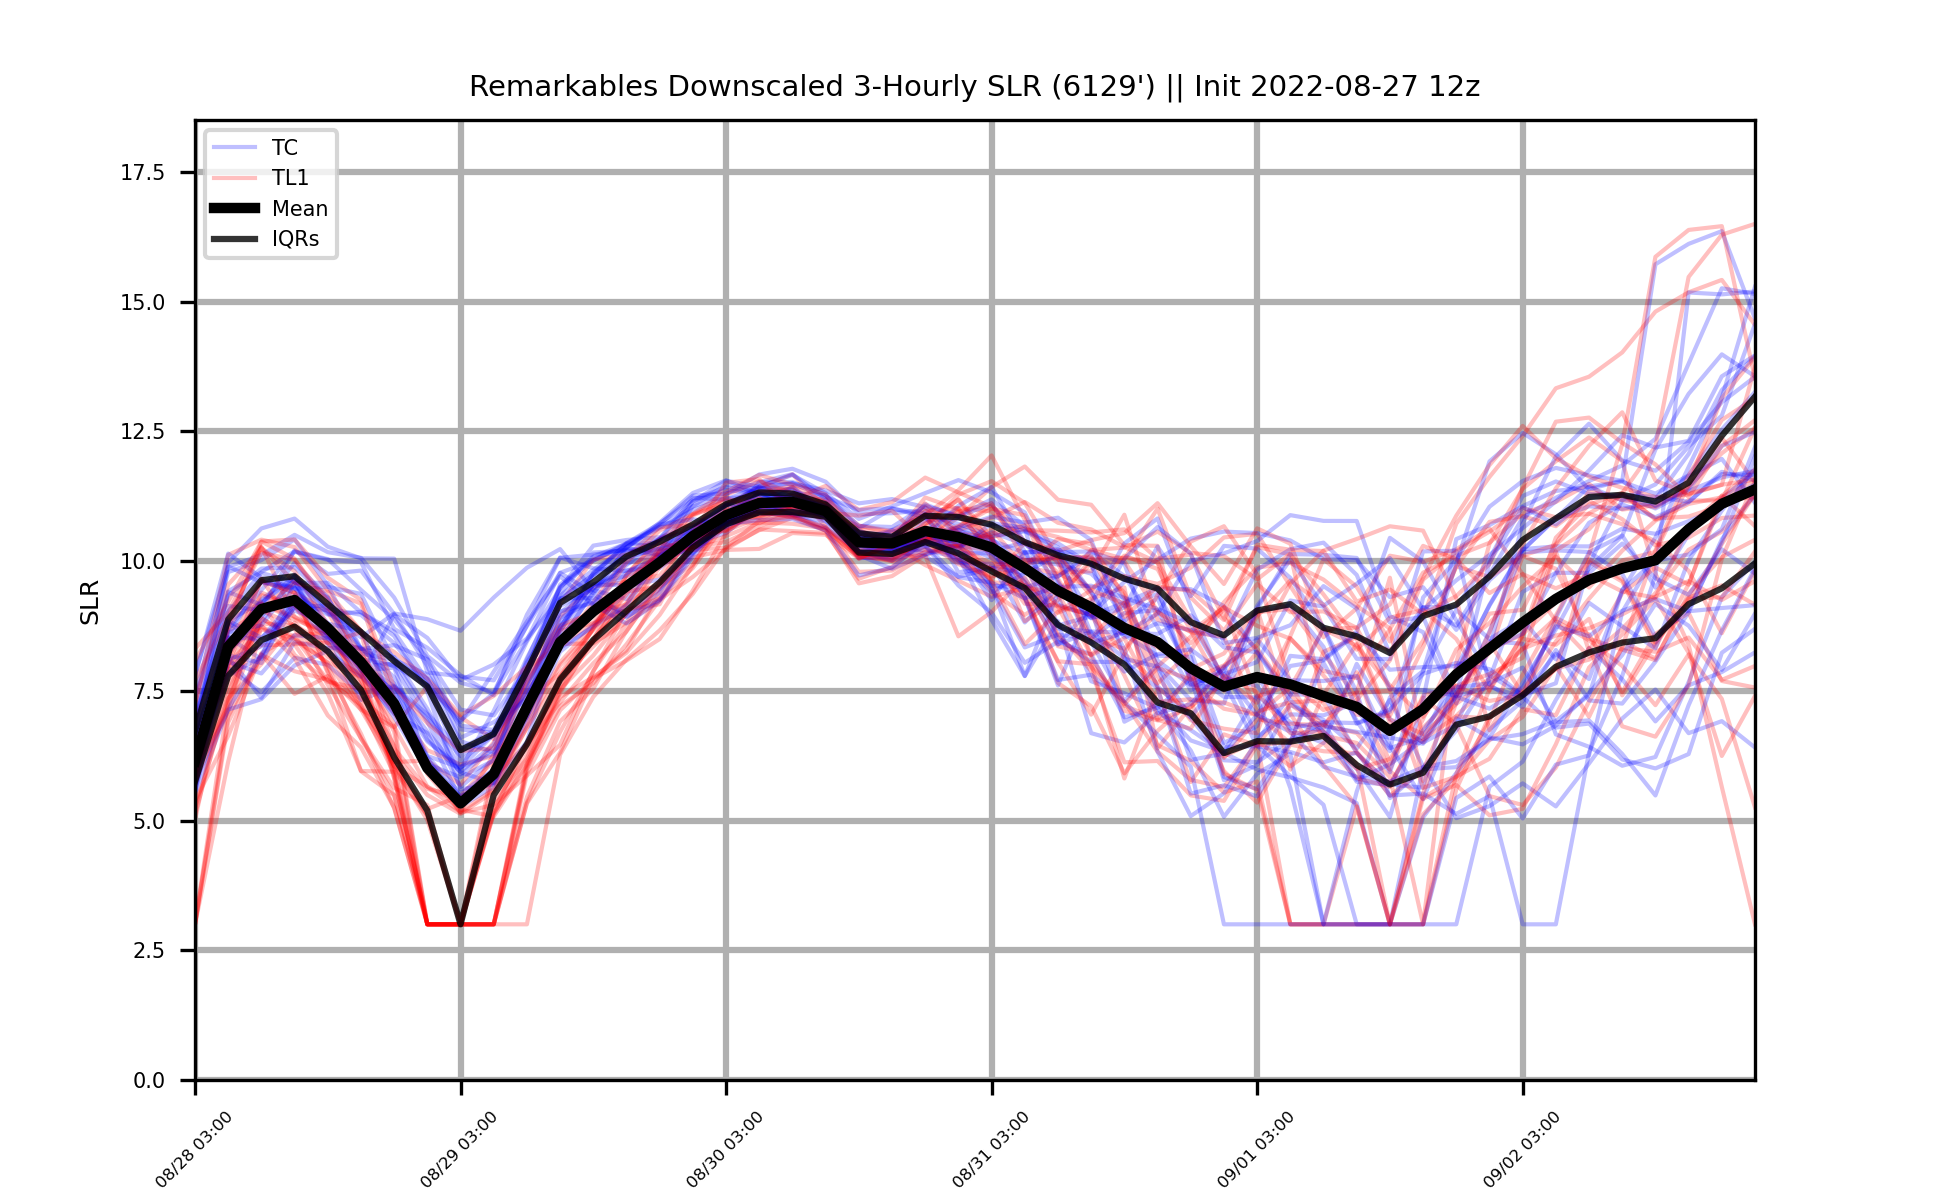 Remarkables Downscaled 3-Hourly SLR (6129') || Init 2022-08-27 12z
TC
TL1
Mean
IQRs
17.5
15.0
12.5
10.0
7.5
5.0
2.5
0.0
SLR
08/28 03:00
08/29 03:00
08/30 03:00
08/31 03:00
09/01 03:00
09/02 03:00